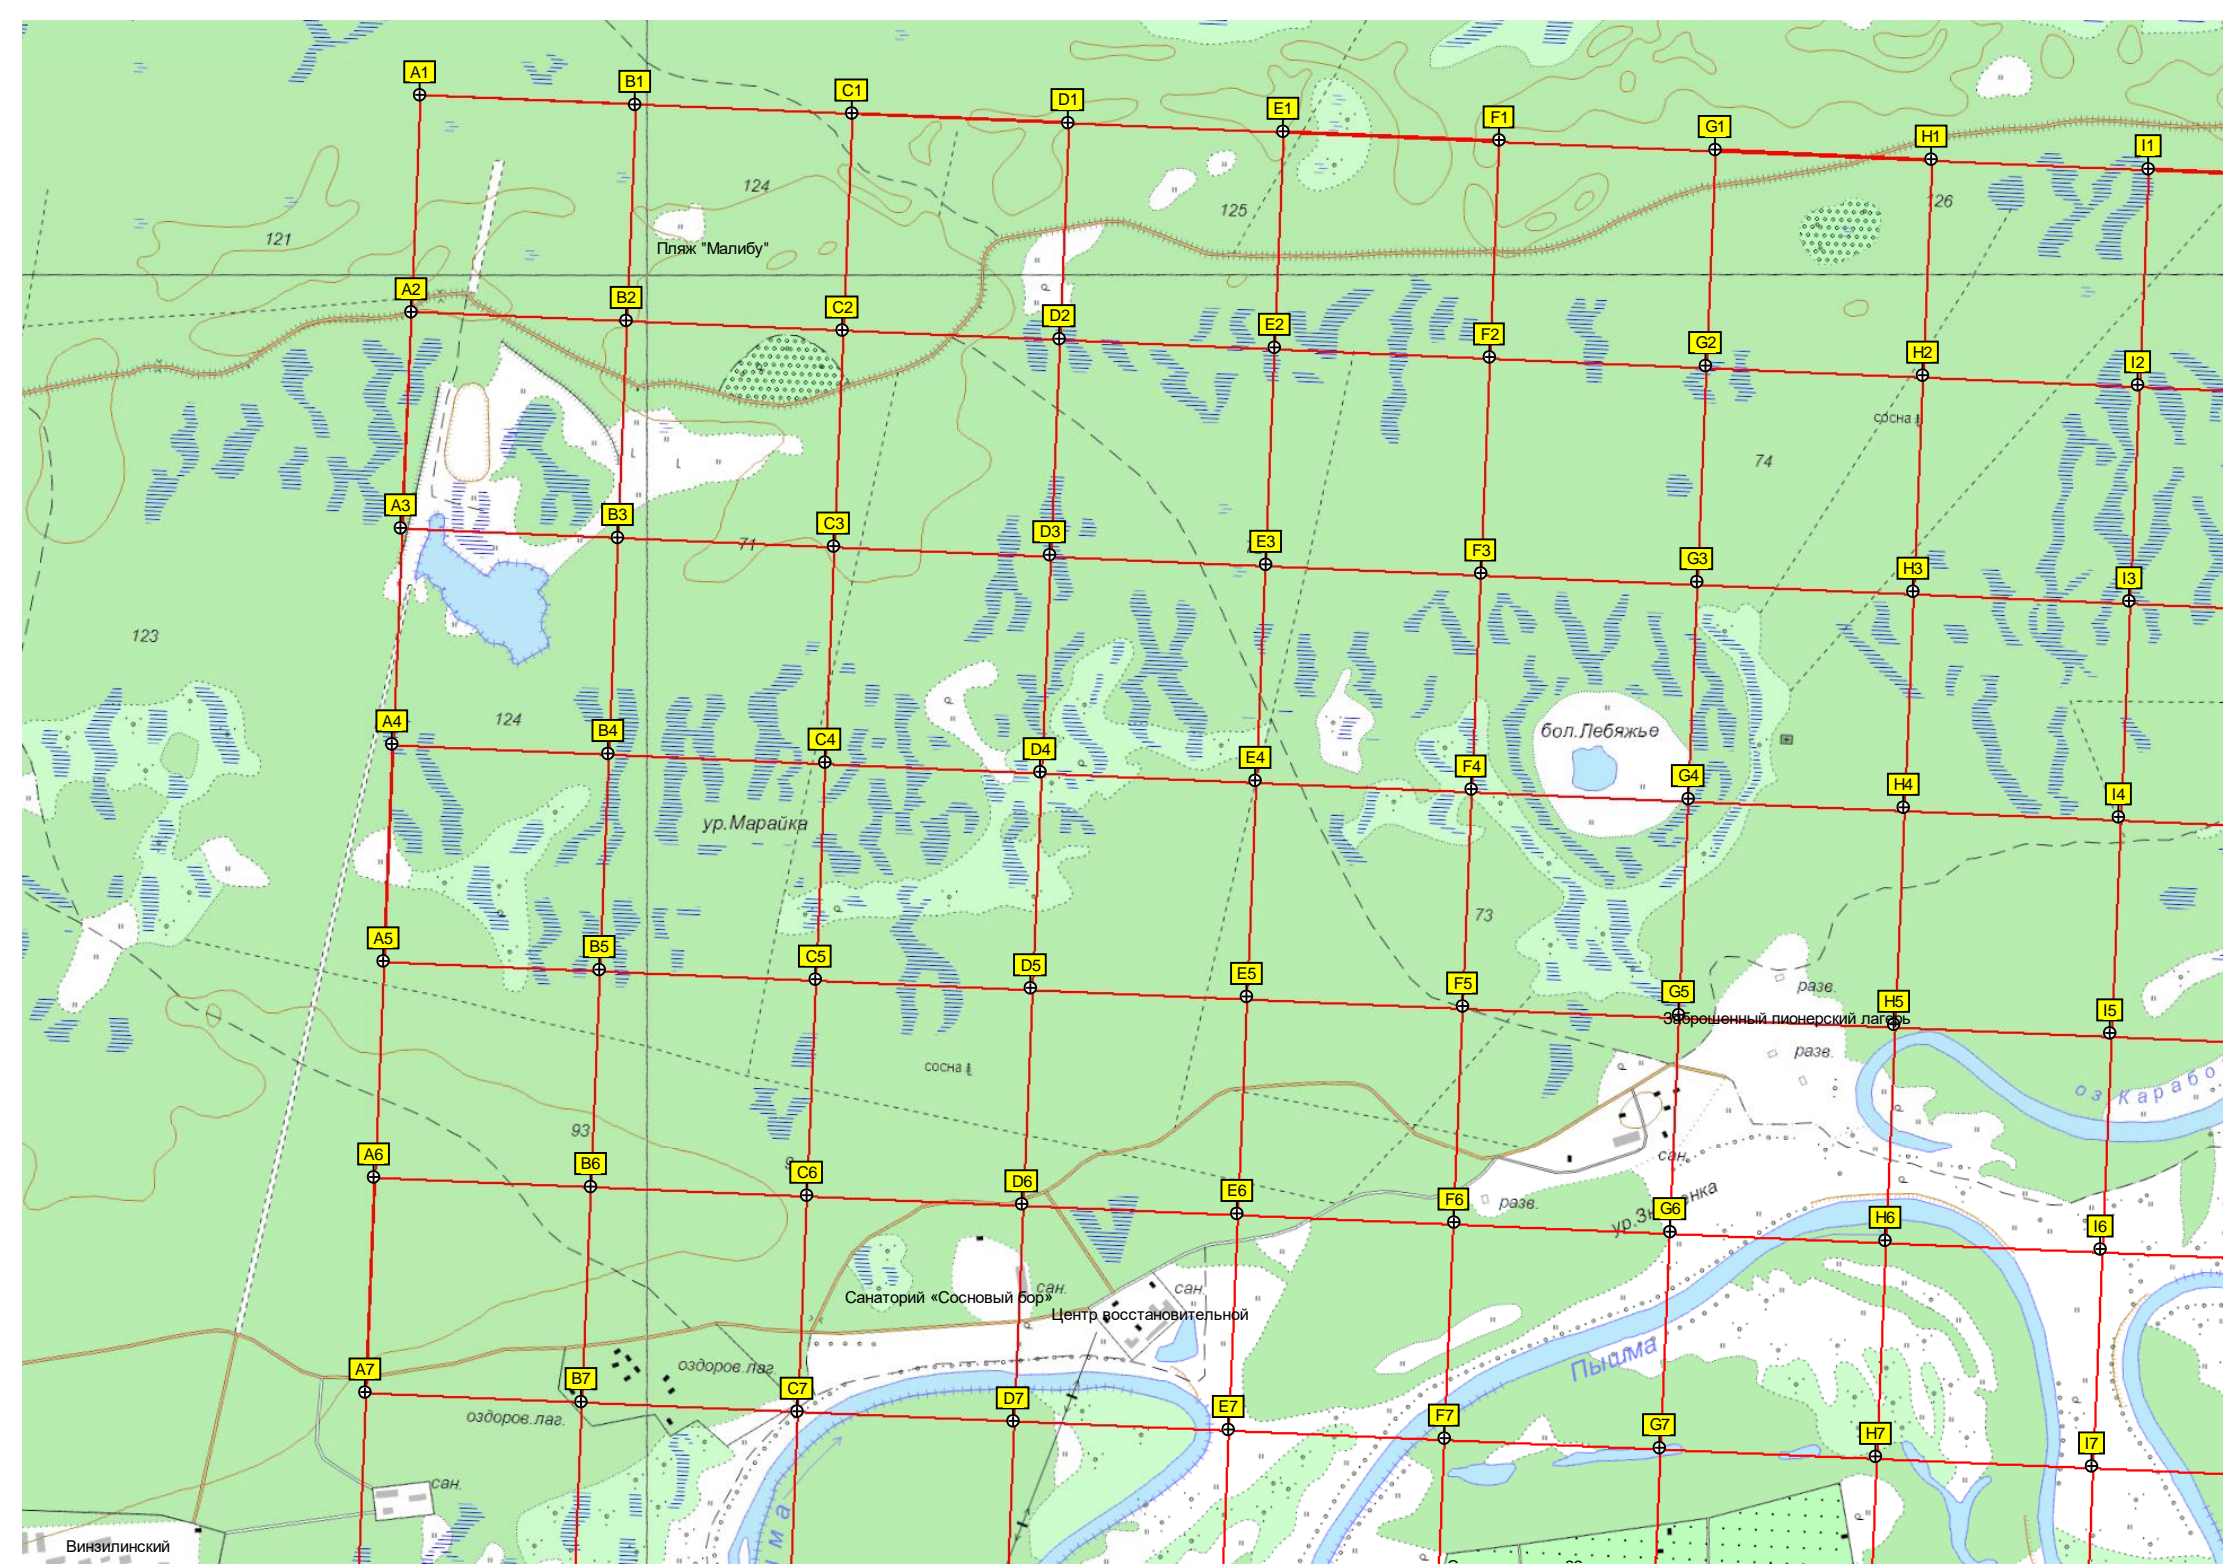 A1
B1
C1
D1
E1
F1
G1
H1
I1
124
125
126
121
Пляж "Малибу"
A2
B2
C2
D2
E2
F2
G2
H2
I2
сосна
74
A3
B3
C3
D3
E3
F3
G3
H3
I3
71
123
124
A4
B4
C4
D4
E4
F4
G4
H4
I4
бол.Лебяжье
ур.Марайка
73
A5
B5
C5
D5
E5
F5
G5
H5
I5
разв.
Заброшенный пионерский лагерь
разв.
сосна
оз Карабо
93
сан.
A6
B6
C6
D6
E6
F6
G6
H6
I6
разв.
сан.
сан.
Санаторий «Сосновый бор»
Центр восстановительной
Пышма
оздоров.лаг.
A7
B7
C7
D7
E7
F7
G7
H7
I7
оздоров.лаг.
сан.
Винзилинский